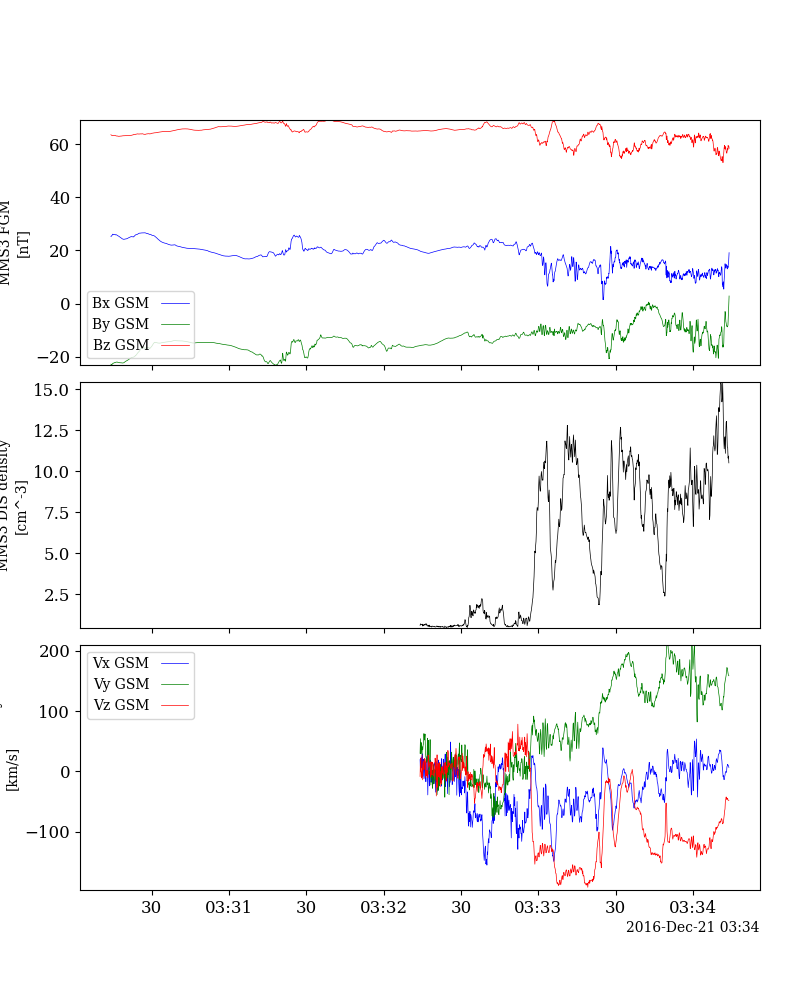 60
40
20
0
−20
MMS3 FGM
[nT]
Bx GSM
By GSM
Bz GSM
15.0
12.5
10.0
7.5
5.0
2.5
MMS3 DIS density
[cm^-3]
200
100
0
−100
[km/s]
Vx GSM
Vy GSM
Vz GSM
30 03:31 30 03:32 30 03:33 30 03:34
2016-Dec-21 03:34